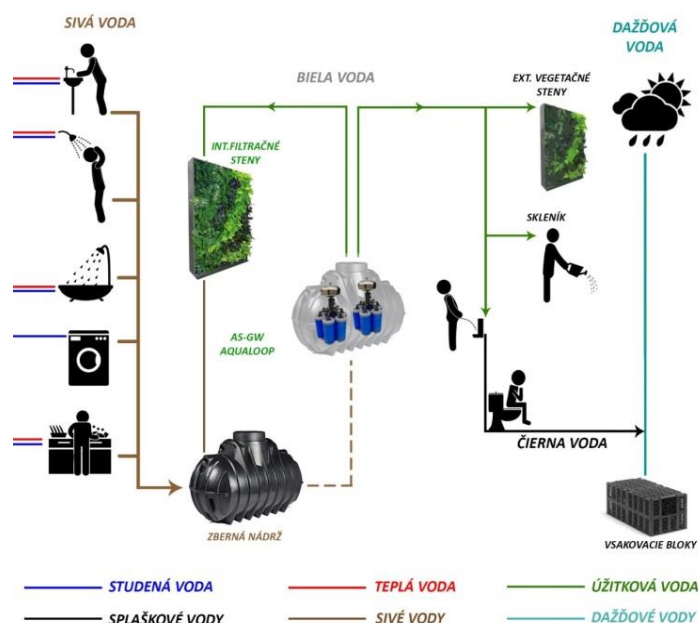 SIVÁ VODA
DAŽĎOVÁ
VODA
BIELA VODA
EXT. VEGETAČNÉ
STENY
INT.FILTRAČNÉ
STENY
SKLENÍK
AS-GW
AQUALOOP
ČIERNA VODA
ZBERNÁ NÁDRŽ
VSAKOVACIE BLOKY
STUDENÁ VODA
TEPLÁ VODA
ÚŽITKOVÁ VODA
SPLAŠKOVÉ VODY
SIVÉ VODY
DAŽĎOVÉ VODY